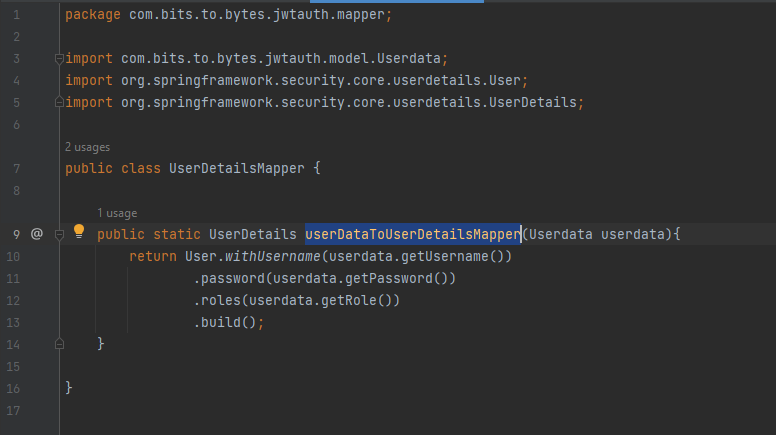 1 package com.bits.to.bytes.jwtauth.mapper;
2
3 import com.bits.to.bytes.jwtauth.model.Userdata;
4 import org.springframework.security.core.userdetails.User;
5 import org.springframework.security.core.userdetails.UserDetails;
6
2 usages
7 public class UserDetailsMapper {
8
1 usage
9 @ public static UserDetails userDataToUserDetailsMapper(Userdata userdata){
10 return User.withUsername(userdata.getUsername())
11 .password(userdata.getPassword())
12 .roles(userdata.getRole())
13 .build();
14 }
15
16 }
17